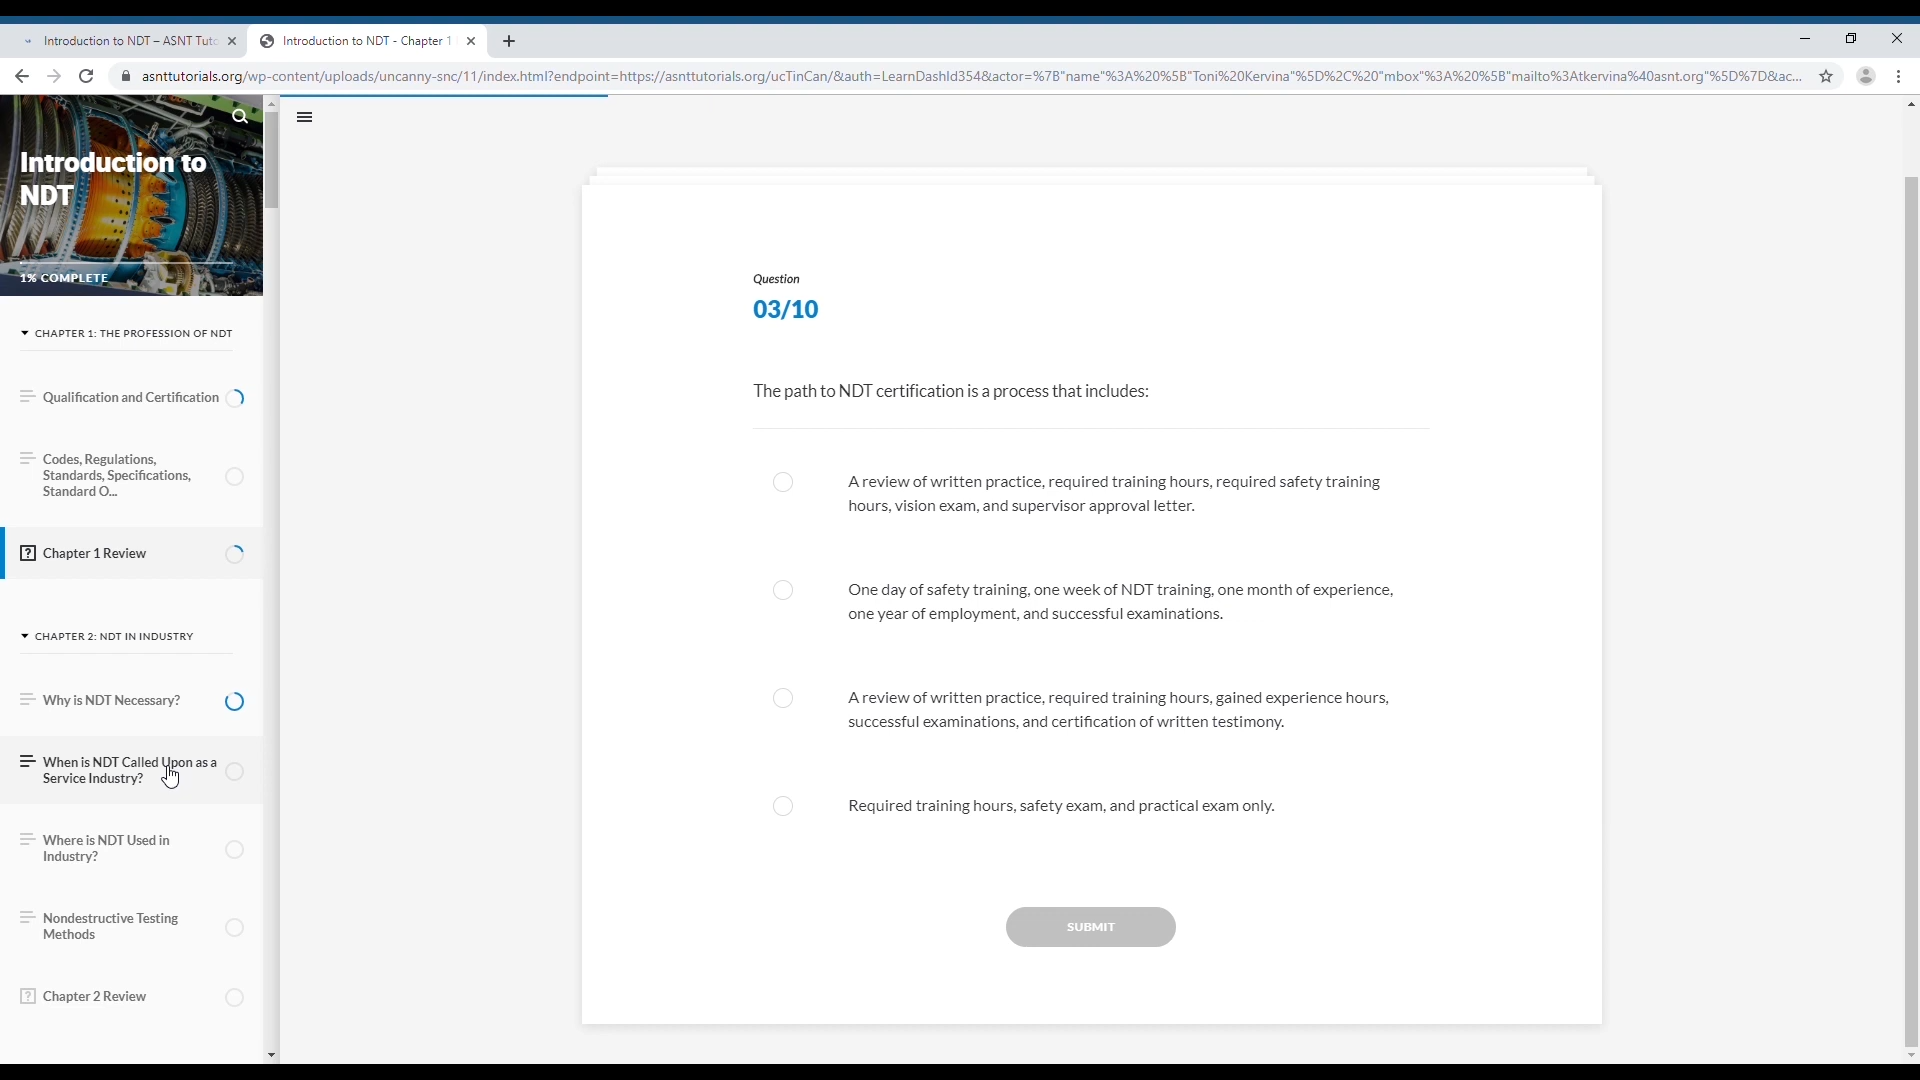 Introduction to NDT – ASNT Tuto
Introduction to NDT - Chapter 1
asnttutorials.org/wp-content/uploads/uncanny-snc/11/index.html?endpoint=https://asnttutorials.org/ucTinCan/&auth=LearnDashId354&actor=%7B"name"%3A%20%5B"Toni%20Kervina"%5D%2C%20"mbox"%3A%20%5B"mailto%3Atkervina%40asnt.org"%5D%7D&ac...
Introduction to
NDT
1% COMPLETE
CHAPTER 1: THE PROFESSION OF NDT
Qualification and Certification
Codes, Regulations,
Standards, Specifications,
Standard O...
Chapter 1 Review
CHAPTER 2: NDT IN INDUSTRY
Why is NDT Necessary?
When is NDT Called Upon as a
Service Industry?
Where is NDT Used in
Industry?
Nondestructive Testing
Methods
Chapter 2 Review
Question
03/10
The path to NDT certification is a process that includes:
A review of written practice, required training hours, required safety training
hours, vision exam, and supervisor approval letter.
One day of safety training, one week of NDT training, one month of experience,
one year of employment, and successful examinations.
A review of written practice, required training hours, gained experience hours,
successful examinations, and certification of written testimony.
Required training hours, safety exam, and practical exam only.
SUBMIT